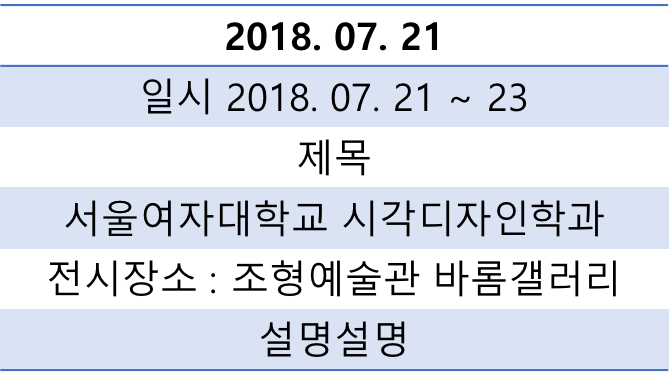 2018. 07. 21
일시 2018. 07. 21 ~ 23
제목
서울여자대학교 시각디자인학과
전시장소 : 조형예술관 바롬갤러리
설명설명